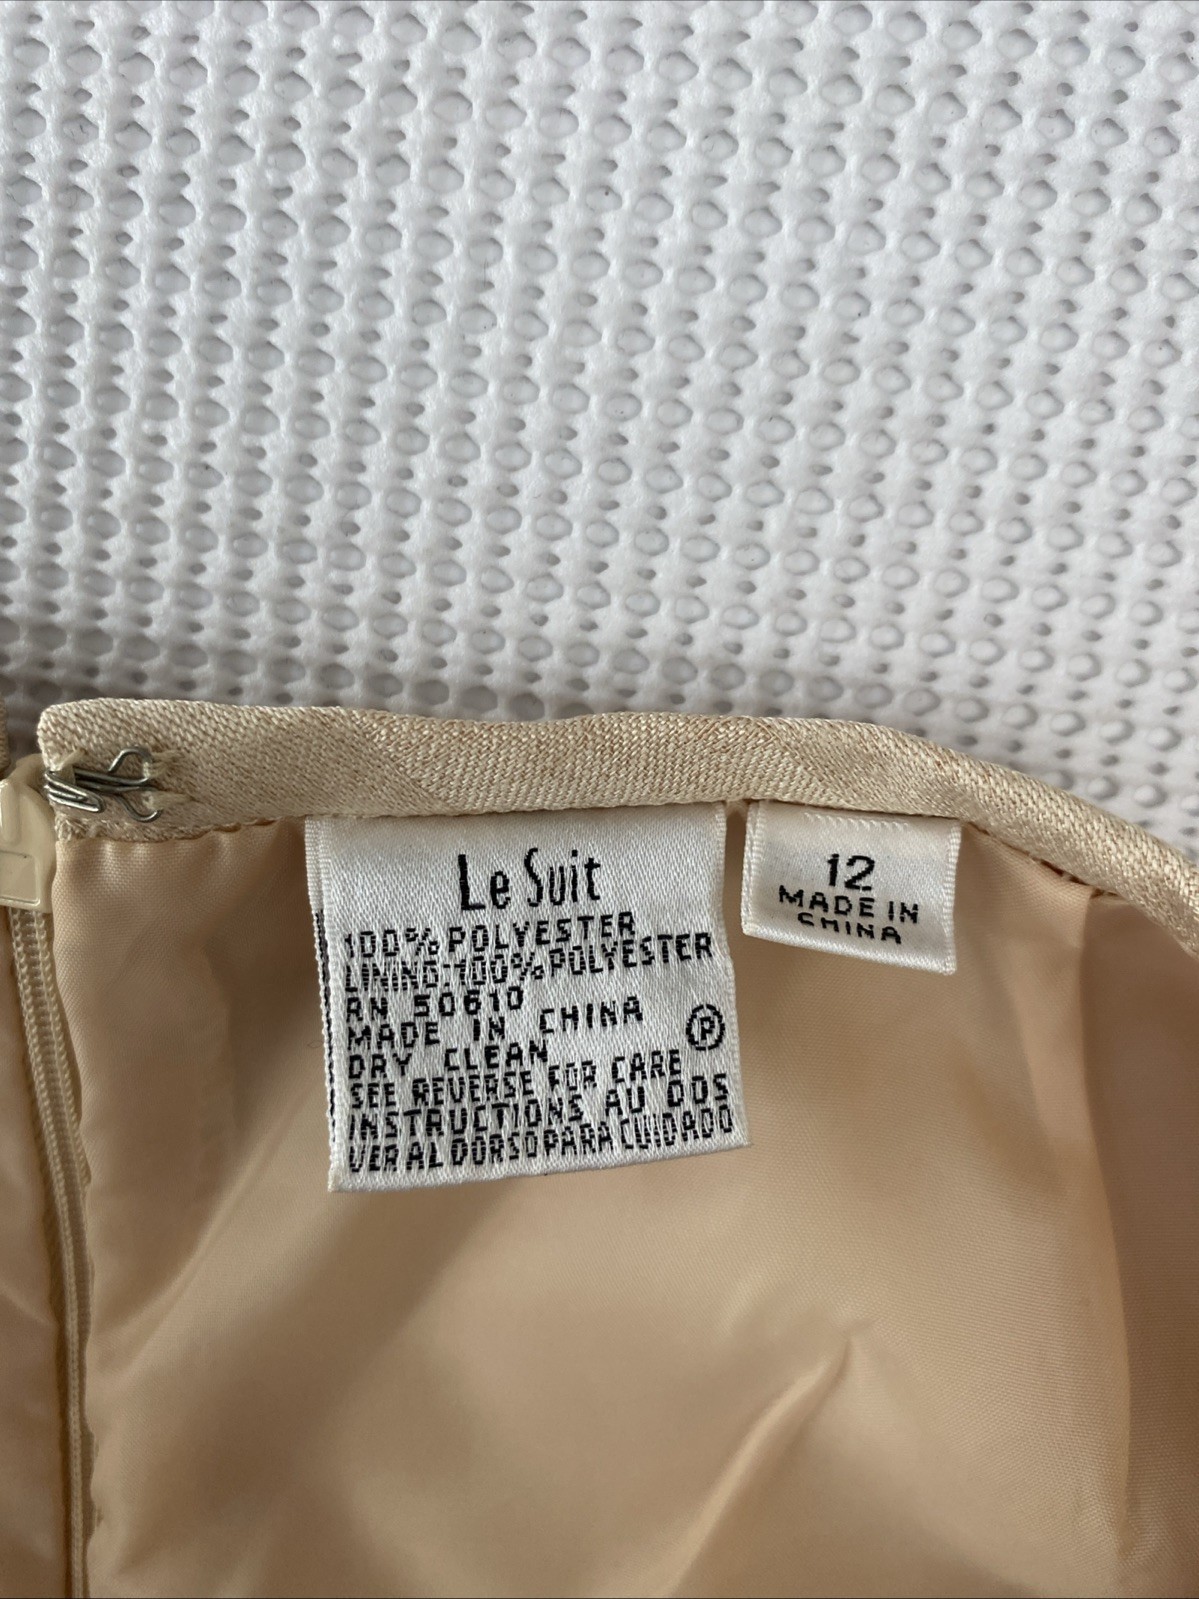 Le Suit
100% POLYESTER
LINING:100% POLYESTER
RN 50610
MADE IN CHINA
DRY CLEAN Ⓟ
SEE REVERSE FOR CARE
INSTRUCTIONS AU DOS
VER AL DORSO PARA CUIDADO
12
MADE IN
CHINA